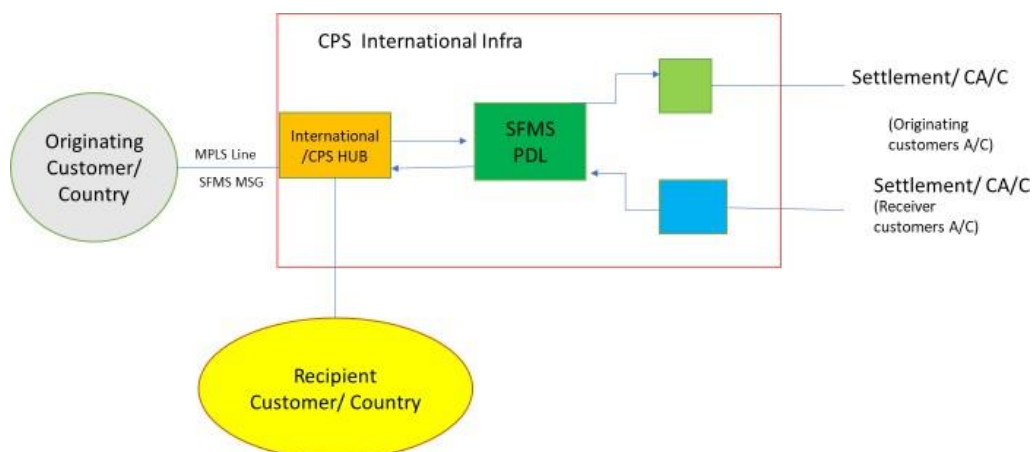 CPS International Infra
Originating
Customer/
Country
MPLS Line
SFMS MSG
International
/CPS HUB
SFMS
PDL
Settlement/ CA/C
(Originating
customers A/C)
Settlement/ CA/C
(Receiver
customers A/C)
Recipient
Customer/ Country